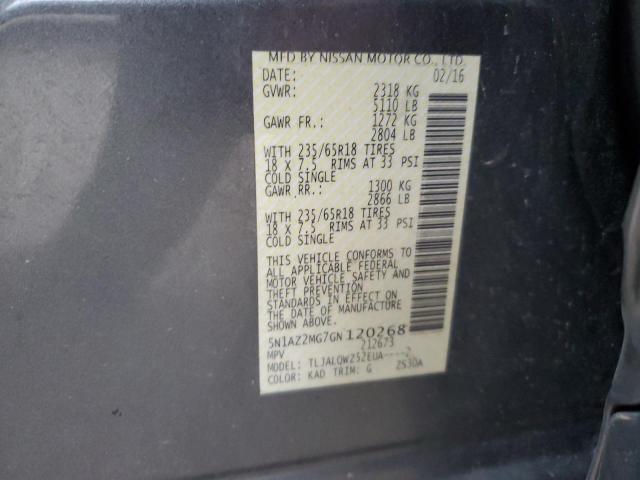 MFD BY NISSAN MOTOR CO., LTD.
DATE: 02/16
GVWR: 2318 KG
5110 LB
GAWR FR.: 1272 KG
2804 LB
WITH 235/65R18 TIRES
18 X 7.5 RIMS AT 33 PSI
COLD SINGLE
GAWR RR.: 1300 KG
2866 LB
WITH 235/65R18 TIRES
18 X 7.5 RIMS AT 33 PSI
COLD SINGLE
THIS VEHICLE CONFORMS TO
ALL APPLICABLE FEDERAL
MOTOR VEHICLE SAFETY AND
THEFT PREVENTION
STANDARDS IN EFFECT ON
THE DATE OF MANUFACTURE
SHOWN ABOVE.
5N1AZ2MG7GN120268
MPV 212673
MODEL: TLJALQWZ52EUA----2
COLOR: KAD TRIM: G ZS3DA